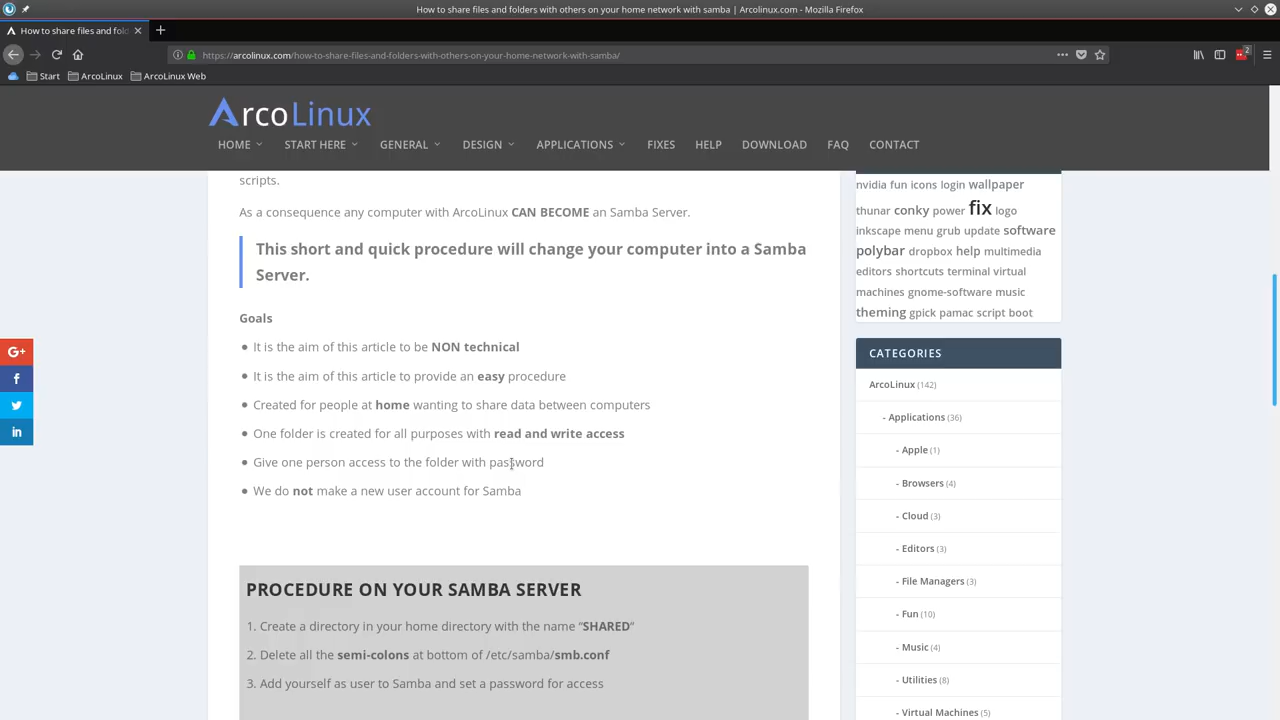 How to share files and folders with others on your home network with samba | Arcolinux.com - Mozilla Firefox
How to share files and fold
https://arcolinux.com/how-to-share-files-and-folders-with-others-on-your-home-network-with-samba/
2
Start ArcoLinux ArcoLinux Web
ArcoLinux
HOME START HERE GENERAL DESIGN APPLICATIONS FIXES HELP DOWNLOAD FAQ CONTACT
scripts.
As a consequence any computer with ArcoLinux CAN BECOME an Samba Server.
This short and quick procedure will change your computer into a Samba
Server.
Goals
It is the aim of this article to be NON technical
It is the aim of this article to provide an easy procedure
Created for people at home wanting to share data between computers
One folder is created for all purposes with read and write access
Give one person access to the folder with password
We do not make a new user account for Samba
PROCEDURE ON YOUR SAMBA SERVER
1. Create a directory in your home directory with the name “SHARED”
2. Delete all the semi-colons at bottom of /etc/samba/smb.conf
3. Add yourself as user to Samba and set a password for access
nvidia fun icons login wallpaper
thunar conky power fix logo
inkscape menu grub update software
polybar dropbox help multimedia
editors shortcuts terminal virtual
machines gnome-software music
theming gpick pamac script boot
CATEGORIES
ArcoLinux (142)
- Applications (36)
- Apple (1)
- Browsers (4)
- Cloud (3)
- Editors (3)
- File Managers (3)
- Fun (10)
- Music (4)
- Utilities (8)
- Virtual Machines (5)
G+
f
in